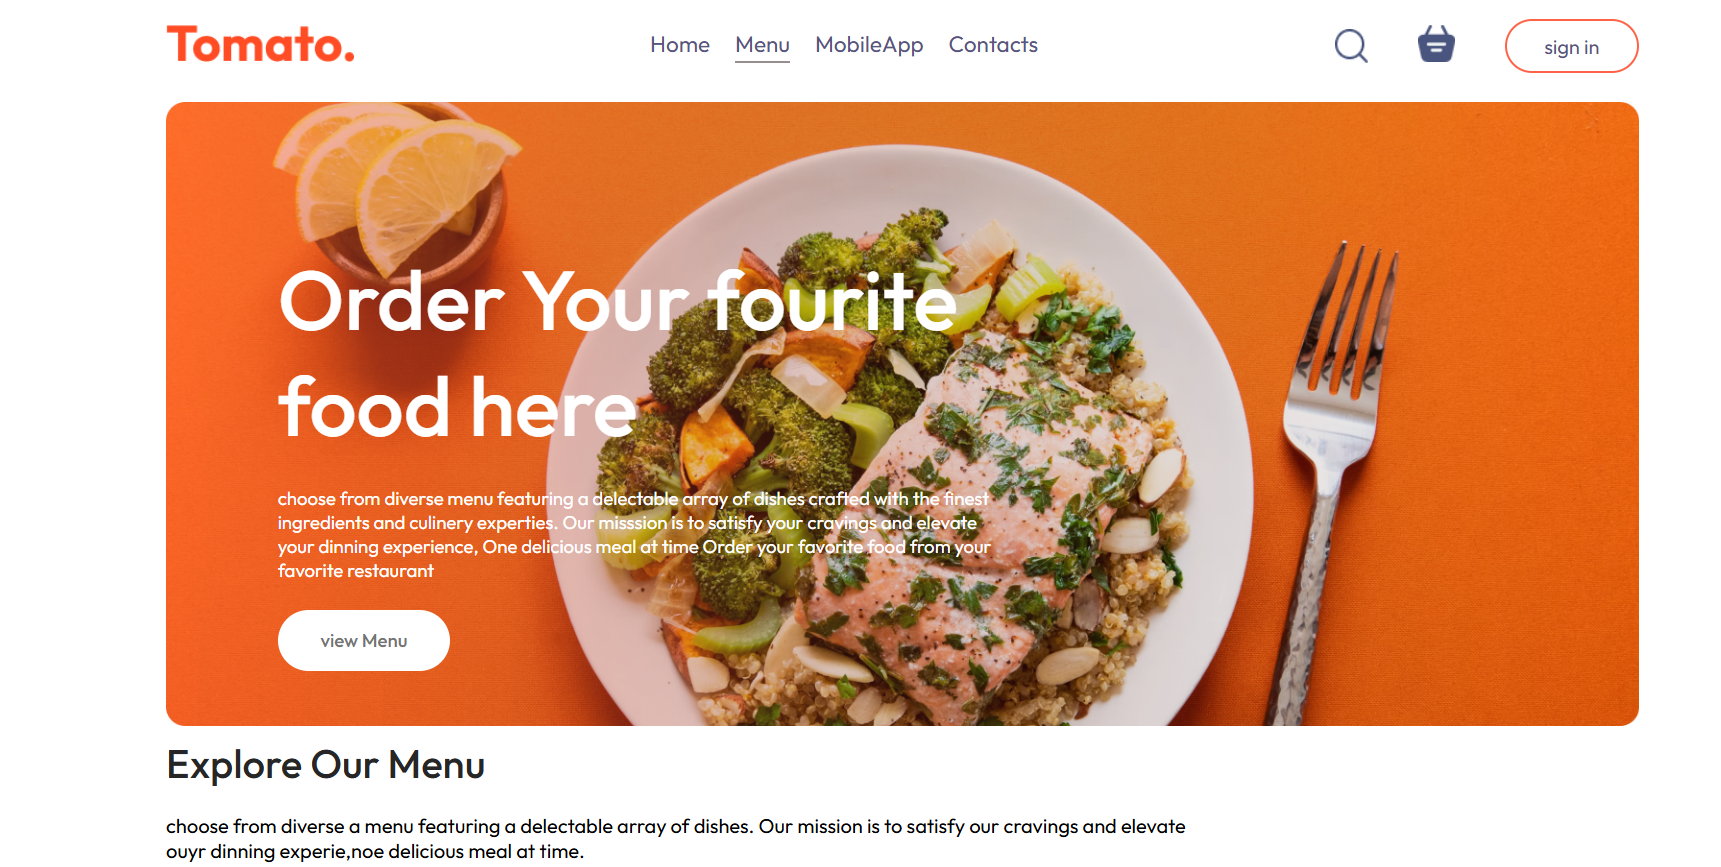 Tomato.
Home Menu MobileApp Contacts
sign in
Order Your fourite
food here
choose from diverse menu featuring a delectable array of dishes crafted with the finest
ingredients and culinery experties. Our misssion is to satisfy your cravings and elevate
your dinning experience, One delicious meal at time Order your favorite food from your
favorite restaurant
view Menu
Explore Our Menu
choose from diverse a menu featuring a delectable array of dishes. Our mission is to satisfy our cravings and elevate
ouyr dinning experie,noe delicious meal at time.